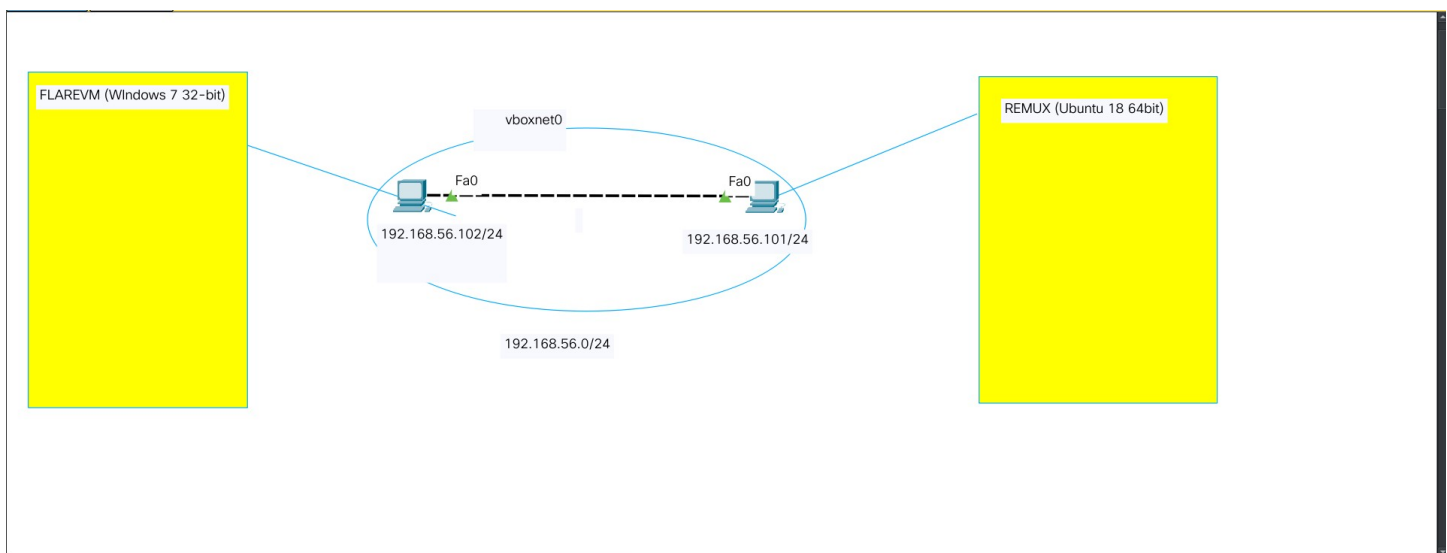 FLAREVM (WIndows 7 32-bit)
REMUX (Ubuntu 18 64bit)
vboxnet0
Fa0
Fa0
192.168.56.102/24
192.168.56.101/24
192.168.56.0/24